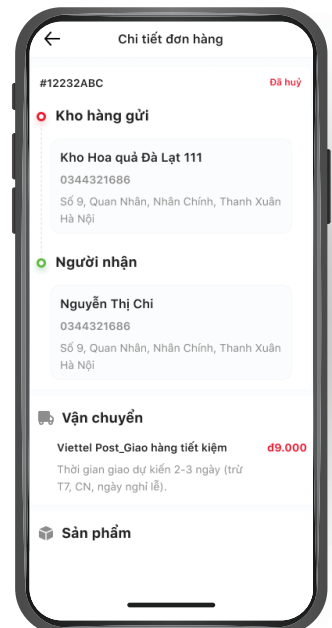 Chi tiết đơn hàng
#12232ABC
Đã huỷ
Kho hàng gửi
Kho Hoa quả Đà Lạt 111
0344321686
Số 9, Quan Nhân, Nhân Chính, Thanh Xuân
Hà Nội
Người nhận
Nguyễn Thị Chi
0344321686
Số 9, Quan Nhân, Nhân Chính, Thanh Xuân
Hà Nội
Vận chuyển
Viettel Post_Giao hàng tiết kiệm
đ9.000
Thời gian giao dự kiến 2-3 ngày (trừ
T7, CN, ngày nghỉ lễ).
Sản phẩm